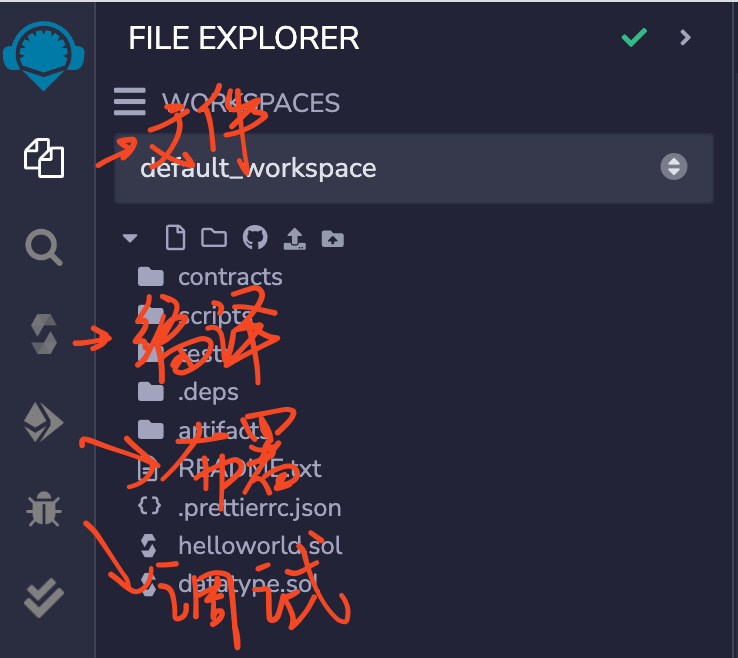 FILE EXPLORER
WORKSPACES
文件
default_workspace
contracts
scripts
编译
tests
.deps
artifacts
布署
README.txt
.prettierrc.json
helloworld.sol
datatype.sol
调试